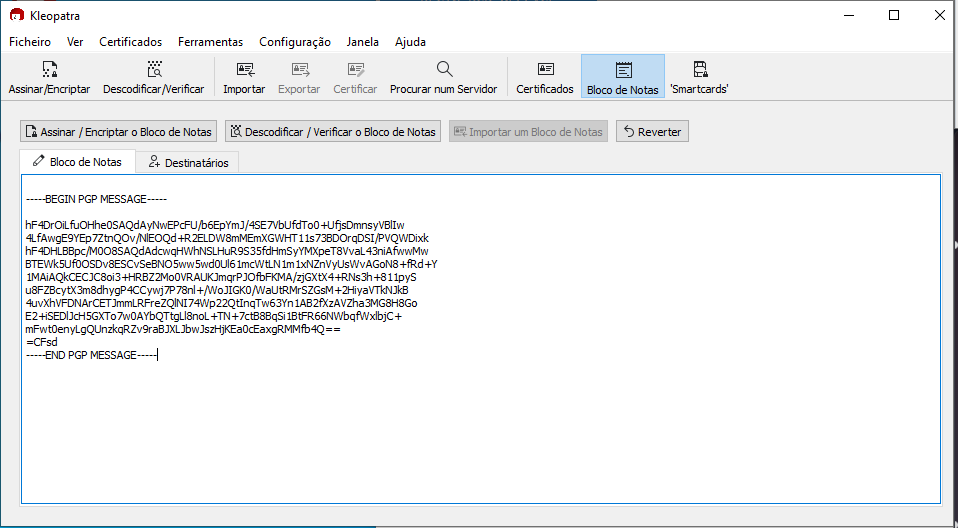 Kleopatra
Ficheiro Ver Certificados Ferramentas Configuração Janela Ajuda
Assinar/Encriptar Descodificar/Verificar Importar Exportar Certificar Procurar num Servidor Certificados Bloco de Notas 'Smartcards'
Assinar / Encriptar o Bloco de Notas Descodificar / Verificar o Bloco de Notas Importar um Bloco de Notas Reverter
Bloco de Notas Destinatários
-----BEGIN PGP MESSAGE-----
hF4DrOiLfuOHhe0SAQdAyNwEPcFU/b6EpYmJ/4SE7VbUfdTo0+UfjsDmnsyVBlIw
4LfAwgE9YEp7ZtnQOv/NlEOQd+R2ELDW8mMEmXGWHT11s73BDOrqDSI/PVQWDixk
hF4DHLBBpc/M0O8SAQdAdcwqHWhNSLHuR9S35fdHmSyYMXpeT8VvaL43niAfwwMw
BTEWk5Uf0OSDv8ESCvSeBNO5ww5wd0Ul61mcWtLN1m1xNZnVyUsWvAGoN8+fRd+Y
1MAiAQkCECJC8oi3+HRBZ2Mo0VRAUKJmqrPJOfbFKMA/zjGXtX4+RNs3h+811pyS
u8FZBcytX3m8dhygP4CCywj7P78nl+/WoJIGK0/WaUtRMrSZGsM+2HiyaVTkNJkB
4uvXhVFDNArCETJmmLRFreZQlNI74Wp22QtInqTw63Yn1AB2fXzAVZha3MG8H8Go
E2+iSEDlJcH5GXTo7w0AYbQTtgLl8noL+TN+7ctB8BqSi1BtFR66NWbqfWxlbjC+
mFwt0enyLgQUnzkqRZv9raBJXLJbwJszHjKEa0cEaxgRMMfb4Q==
=CFsd
-----END PGP MESSAGE-----